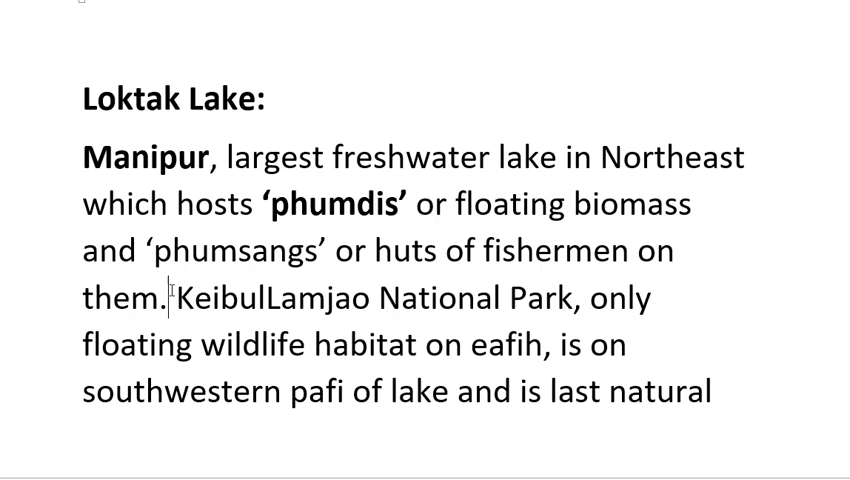 Loktak Lake:
Manipur, largest freshwater lake in Northeast
which hosts ‘phumdis’ or floating biomass
and ‘phumsangs’ or huts of fishermen on
them. KeibulLamjao National Park, only
floating wildlife habitat on eafih, is on
southwestern pafi of lake and is last natural